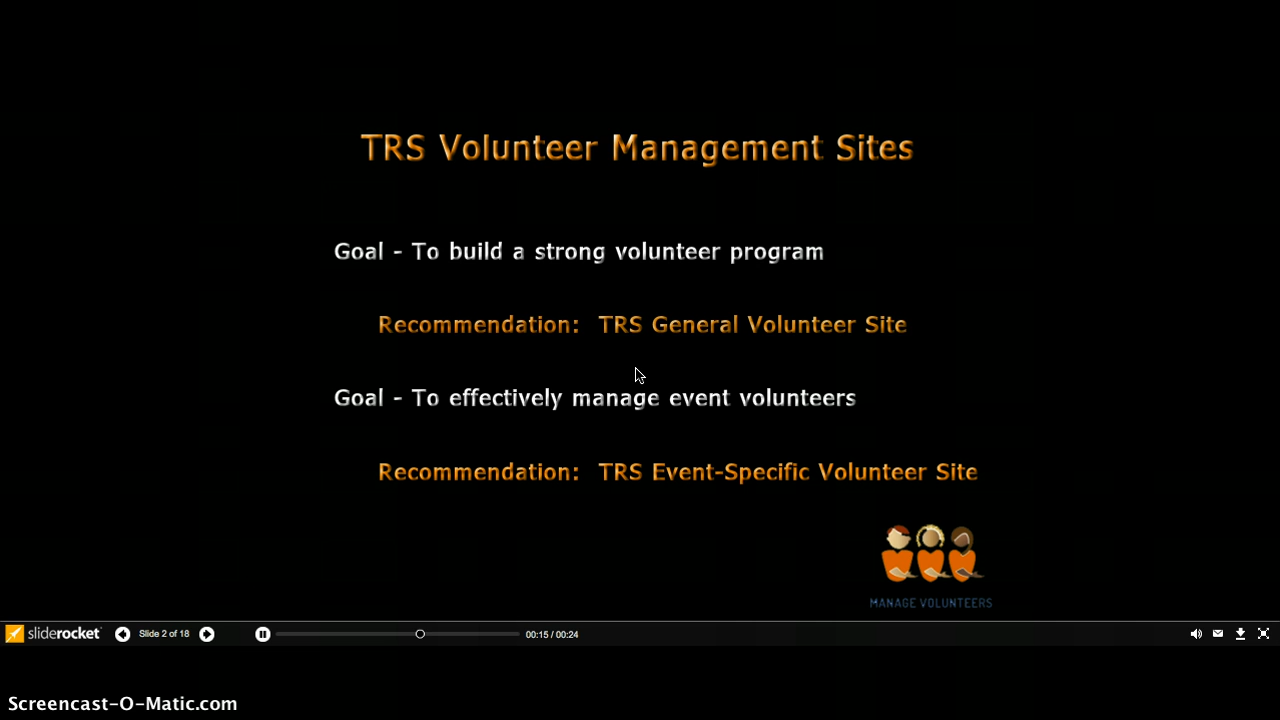 TRS Volunteer Management Sites
Goal - To build a strong volunteer program
Recommendation: TRS General Volunteer Site
Goal - To effectively manage event volunteers
Recommendation: TRS Event-Specific Volunteer Site
MANAGE VOLUNTEERS
sliderocket
Slide 2 of 18
00:15 / 00:24
Screencast-O-Matic.com